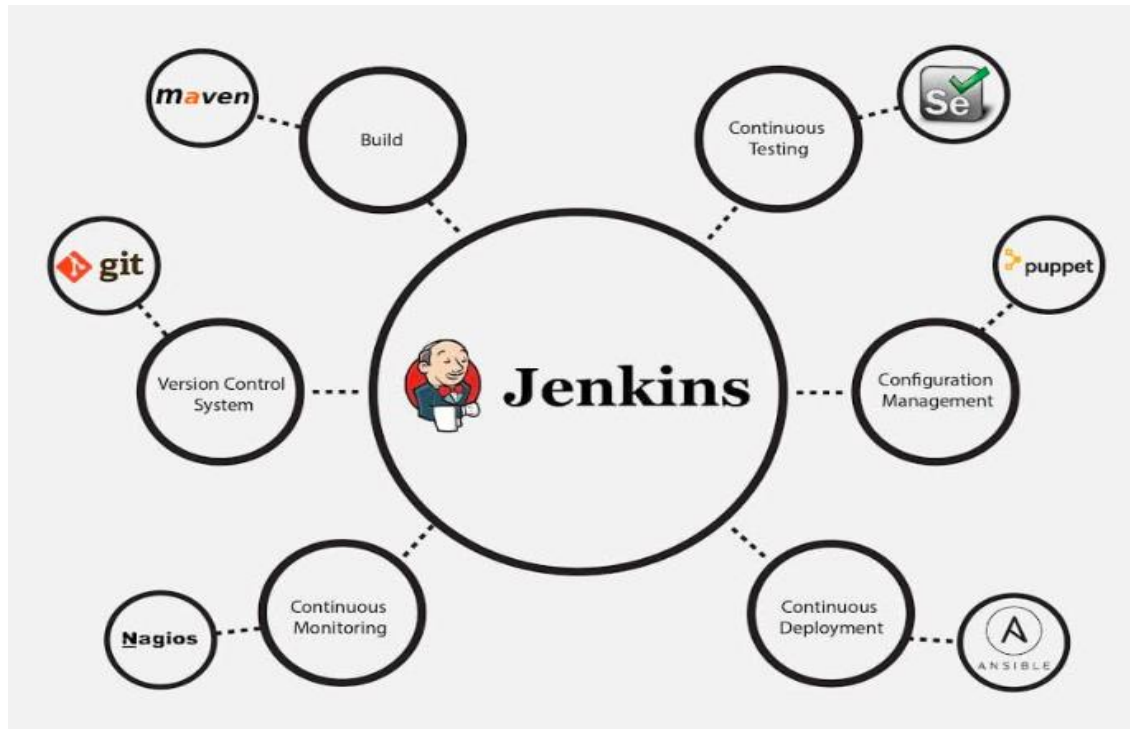 maven
Build
Continuous
Testing
Se
git
puppet
Version Control
System
Jenkins
Configuration
Management
Continuous
Monitoring
Nagios
Continuous
Deployment
A
ANSIBLE